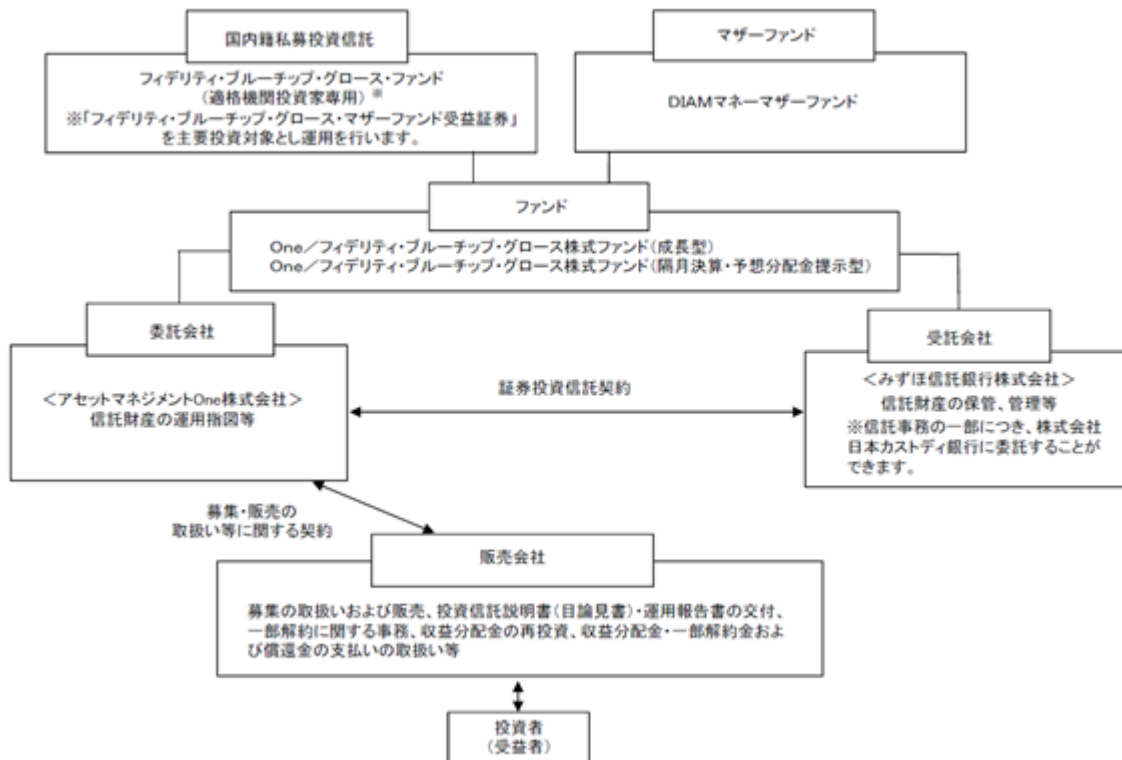 国内籍私募投資信託
フィデリティ・ブルーチップ・グロース・ファンド
(適格機関投資家専用)※
※「フィデリティ・ブルーチップ・グロース・マザーファンド受益証券」
を主要投資対象とし運用を行います。
マザーファンド
DIAMマネーマザーファンド
ファンド
One/フィデリティ・ブルーチップ・グロース株式ファンド(成長型)
One/フィデリティ・ブルーチップ・グロース株式ファンド(隔月決算・予想分配金提示型)
委託会社
<アセットマネジメントOne株式会社>
信託財産の運用指図等
証券投資信託契約
受託会社
<みずほ信託銀行株式会社>
信託財産の保管、管理等
※信託事務の一部につき、株式会社
日本カストディ銀行に委託することが
できます。
募集・販売の
取扱い等に関する契約
販売会社
募集の取扱いおよび販売、投資信託説明書(目論見書)・運用報告書の交付、
一部解約に関する事務、収益分配金の再投資、収益分配金・一部解約金およ
び償還金の支払いの取扱い等
投資者
(受益者)